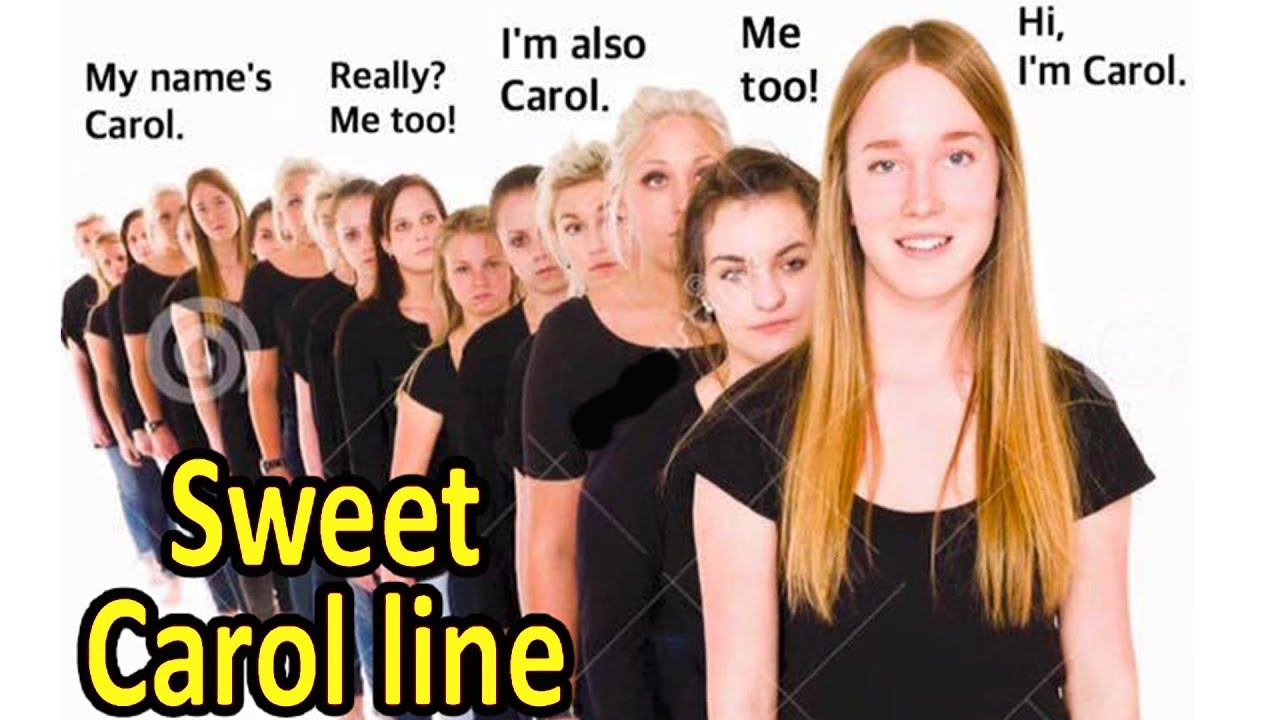 My name's
Carol.
Really?
Me too!
I'm also
Carol.
Me
too!
Hi,
I'm Carol.
Sweet
Carol line